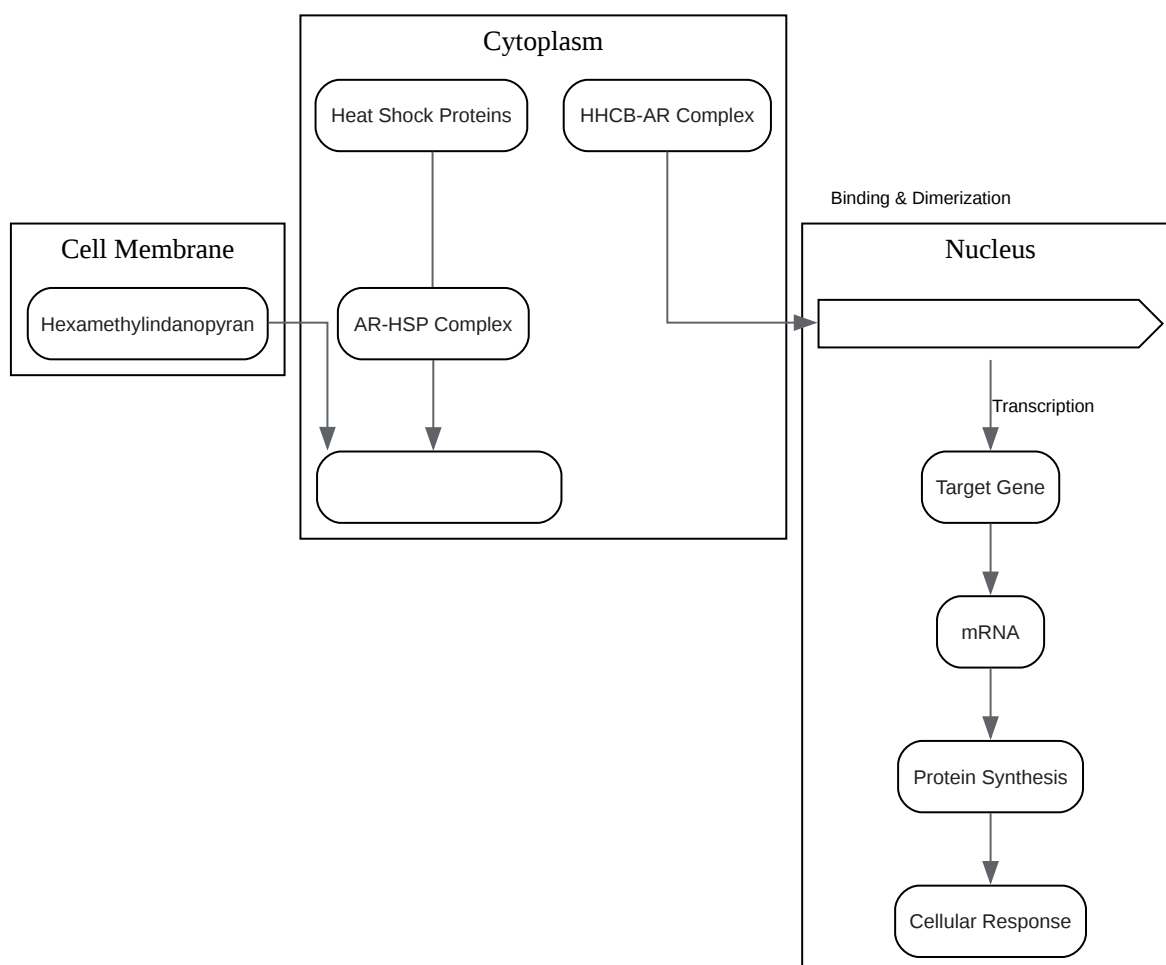 Cytoplasm
Heat Shock Proteins
HHCB-AR Complex
Binding & Dimerization
Cell Membrane
Nucleus
Hexamethylindanopyran
AR-HSP Complex
Transcription
Target Gene
mRNA
Protein Synthesis
Cellular Response